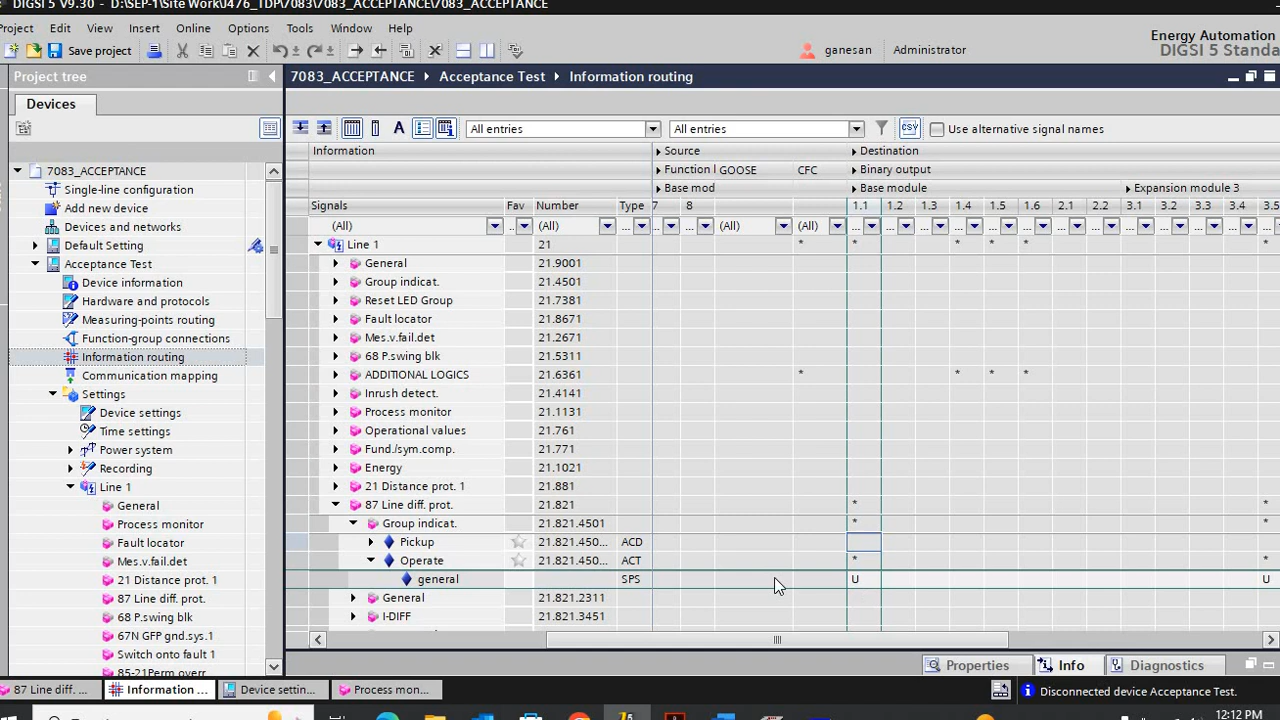 DIGSI 5 V9.30 - D:\SEP-1\Site Work\J476_TDP\7083\7083_ACCEPTANCE\7083_ACCEPTANCE
Project Edit View Insert Online Options Tools Window Help
Energy Automation
Save project ganesan Administrator DIGSI 5 Standa
Project tree 7083_ACCEPTANCE Acceptance Test Information routing
Devices
All entries All entries CSV Use alternative signal names
Information Source Destination
Function l GOOSE CFC Binary output
Base mod Base module Expansion module 3
Signals Fav Number Type 7 8 1.1 1.2 1.3 1.4 1.5 1.6 2.1 2.2 3.1 3.2 3.3 3.4 3.5
(All) ... (All) ... ... ... (All) (All) ... ... ... ... ... ... ... ... ... ... ... ... ...
7083_ACCEPTANCE
Single-line configuration
Add new device
Devices and networks
Default Setting
Acceptance Test
Device information
Hardware and protocols
Measuring-points routing
Function-group connections
Information routing
Communication mapping
Settings
Device settings
Time settings
Power system
Recording
Line 1
General
Process monitor
Fault locator
Mes.v.fail.det
21 Distance prot. 1
87 Line diff. prot.
68 P.swing blk
67N GFP gnd.sys.1
Switch onto fault 1
85-21Perm.overr
Line 1 21 * * * * * *
General 21.9001
Group indicat. 21.4501
Reset LED Group 21.7381
Fault locator 21.8671
Mes.v.fail.det 21.2671
68 P.swing blk 21.5311
ADDITIONAL LOGICS 21.6361 * * * *
Inrush detect. 21.4141
Process monitor 21.1131
Operational values 21.761
Fund./sym.comp. 21.771
Energy 21.1021
21 Distance prot. 1 21.881
87 Line diff. prot. 21.821 * *
Group indicat. 21.821.4501 * *
Pickup 21.821.450... ACD
Operate 21.821.450... ACT * *
general SPS U U
General 21.821.2311
I-DIFF 21.821.3451
Properties Info Diagnostics
87 Line diff. ... Information ... Device settin... Process mon... Disconnected device Acceptance Test.
12:12 PM